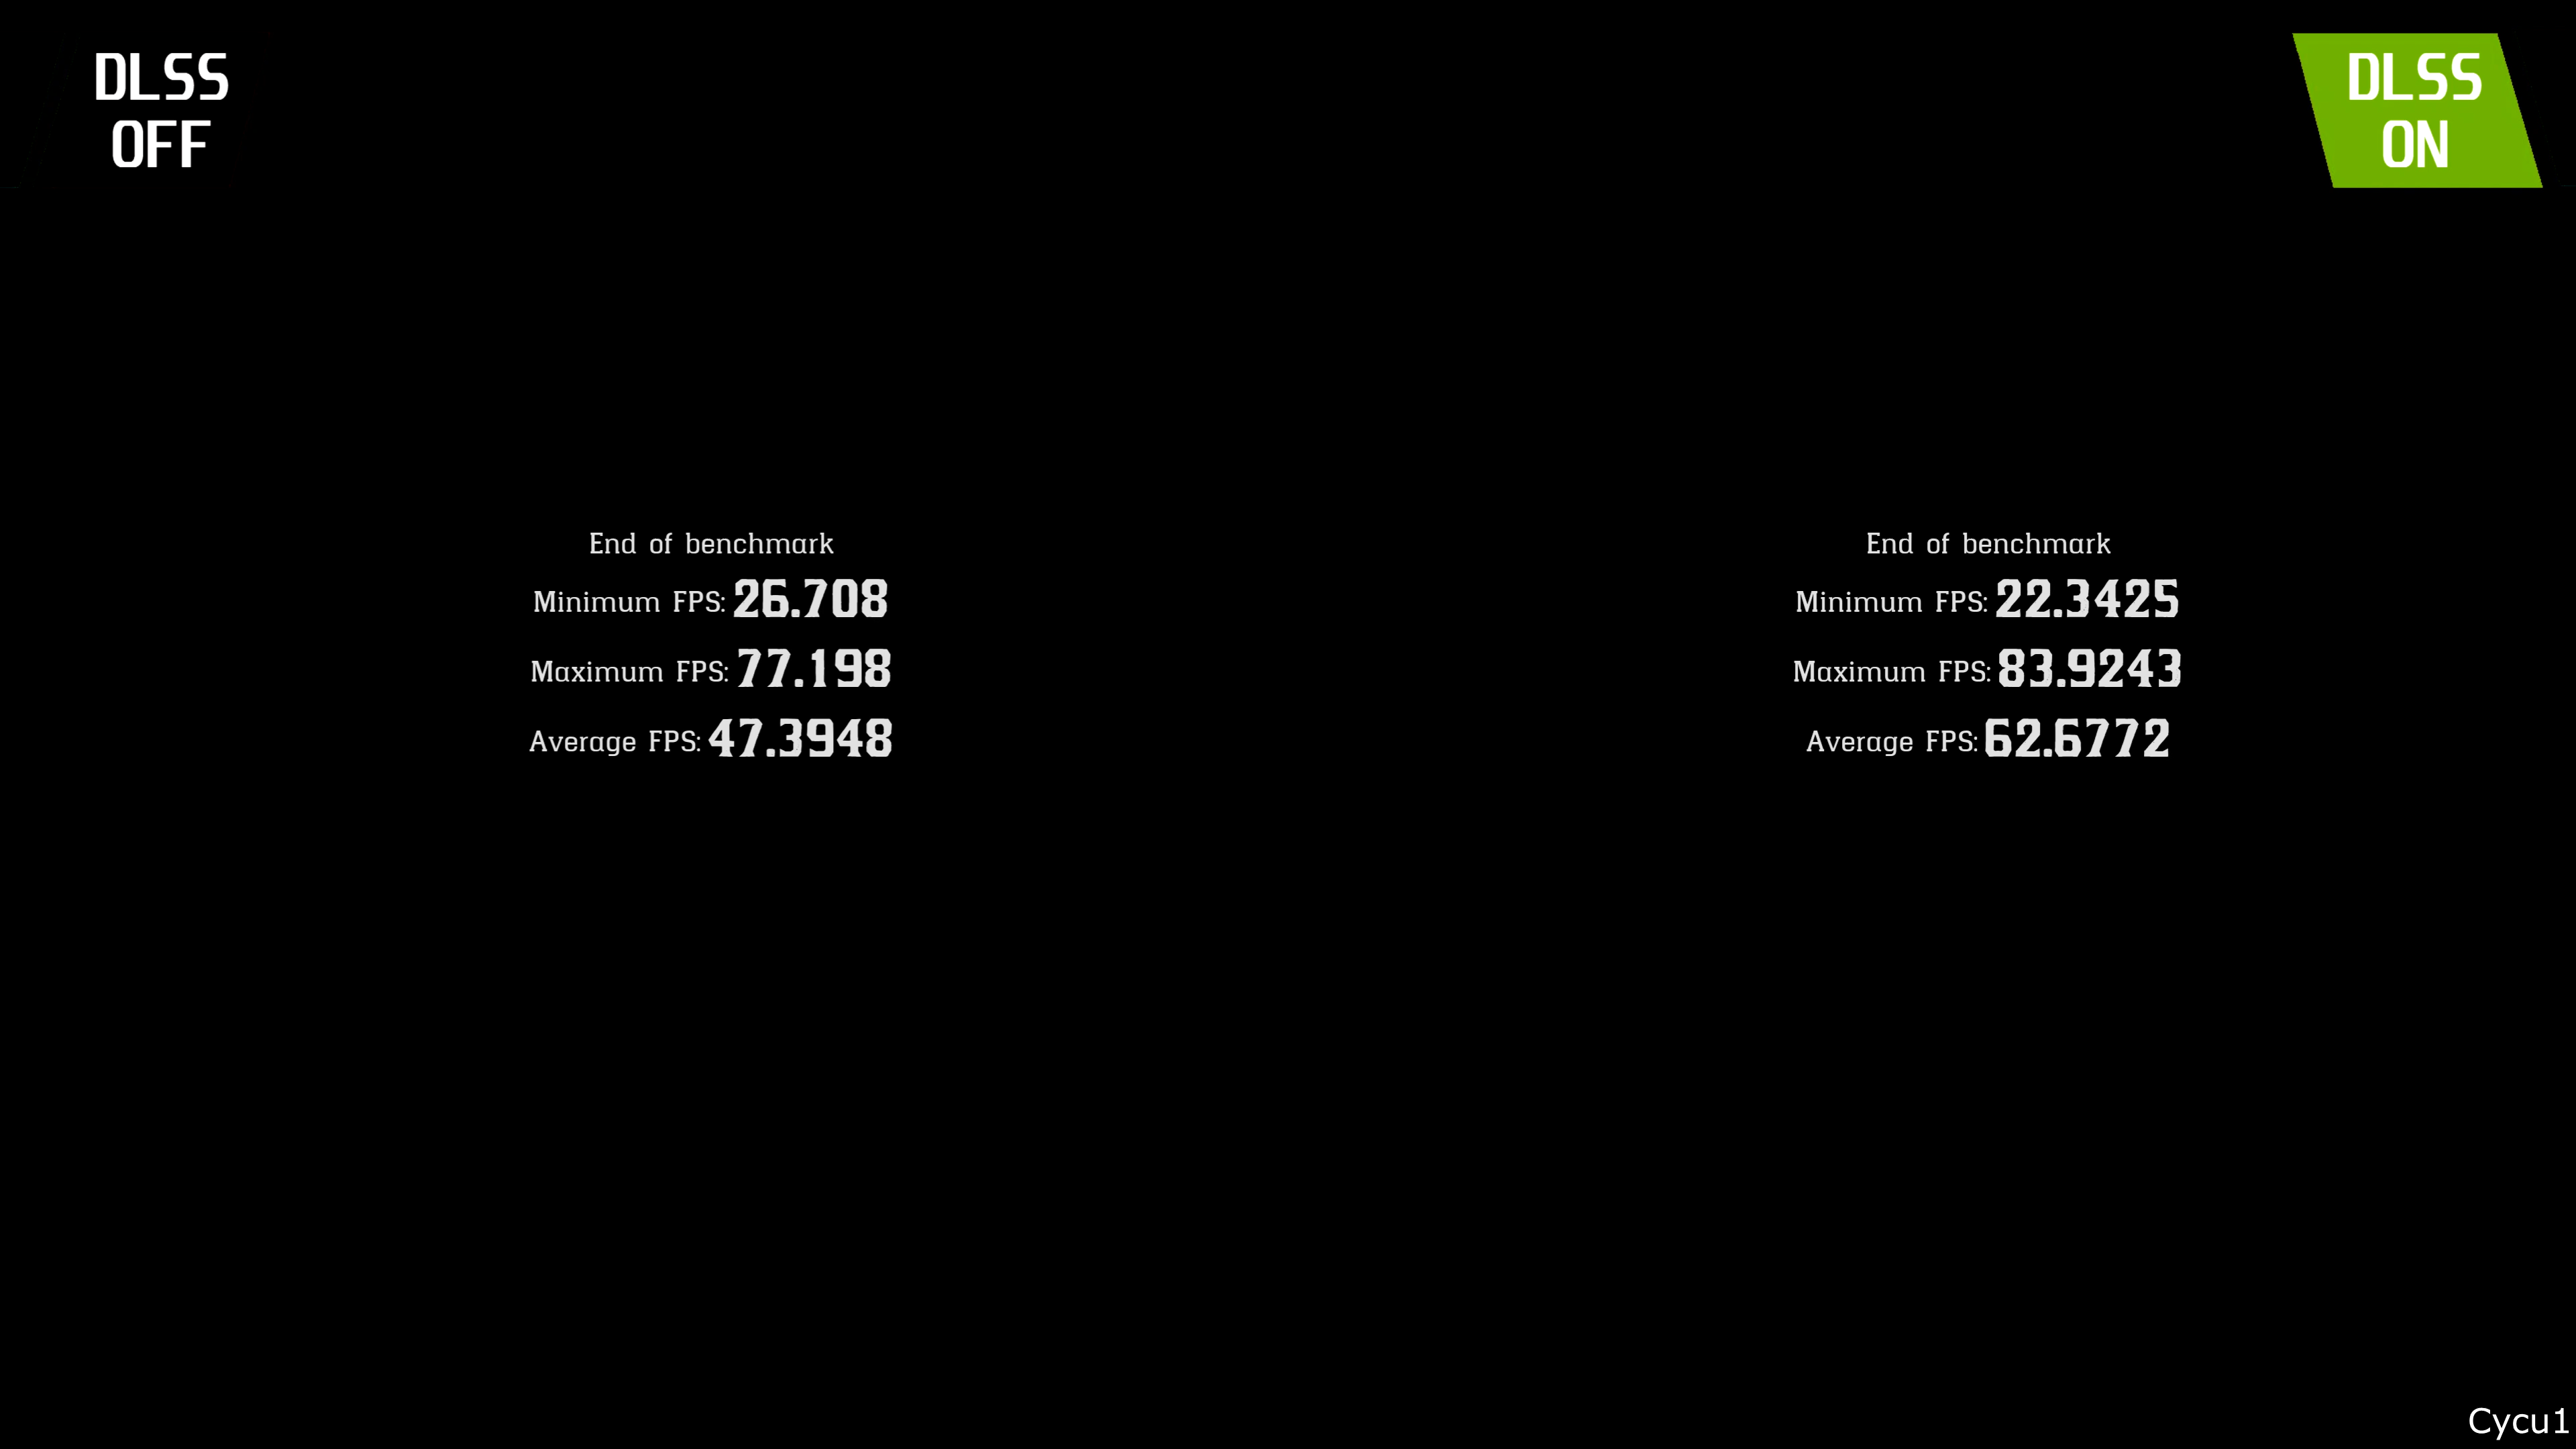 DLSS
OFF
DLSS
ON
End of benchmark
Minimum FPS: 26.708
Maximum FPS: 77.198
Average FPS: 47.3948
End of benchmark
Minimum FPS: 22.3425
Maximum FPS: 83.9243
Average FPS: 62.6772
Cycu1